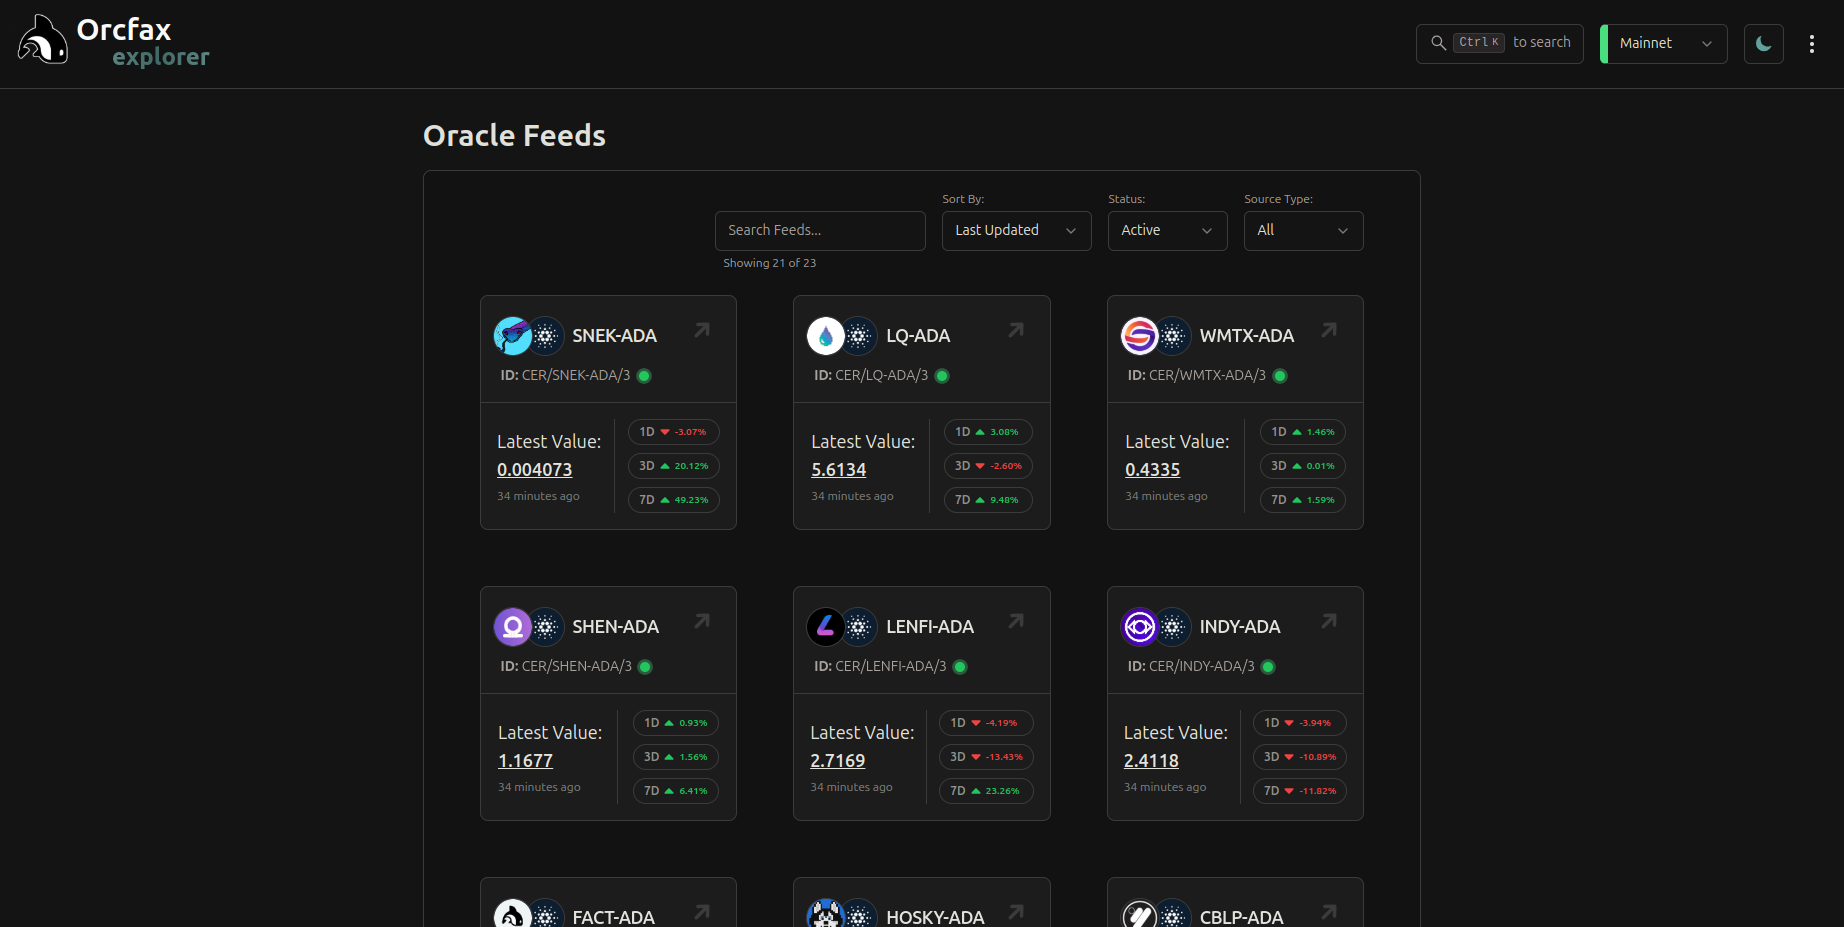 Orcfax
explorer
Ctrl K to search
Mainnet
Oracle Feeds
Sort By:
Status:
Source Type:
Search Feeds...
Last Updated
Active
All
Showing 21 of 23
SNEK-ADA
ID: CER/SNEK-ADA/3
Latest Value:
0.004073
34 minutes ago
1D -3.07%
3D 20.12%
7D 49.23%
LQ-ADA
ID: CER/LQ-ADA/3
Latest Value:
5.6134
34 minutes ago
1D 3.08%
3D -2.60%
7D 9.48%
WMTX-ADA
ID: CER/WMTX-ADA/3
Latest Value:
0.4335
34 minutes ago
1D 1.46%
3D 0.01%
7D 1.59%
SHEN-ADA
ID: CER/SHEN-ADA/3
Latest Value:
1.1677
34 minutes ago
1D 0.93%
3D 1.56%
7D 6.41%
LENFI-ADA
ID: CER/LENFI-ADA/3
Latest Value:
2.7169
34 minutes ago
1D -4.19%
3D -13.43%
7D 23.26%
INDY-ADA
ID: CER/INDY-ADA/3
Latest Value:
2.4118
34 minutes ago
1D -3.94%
3D -10.89%
7D -11.82%
FACT-ADA
HOSKY-ADA
CBLP-ADA